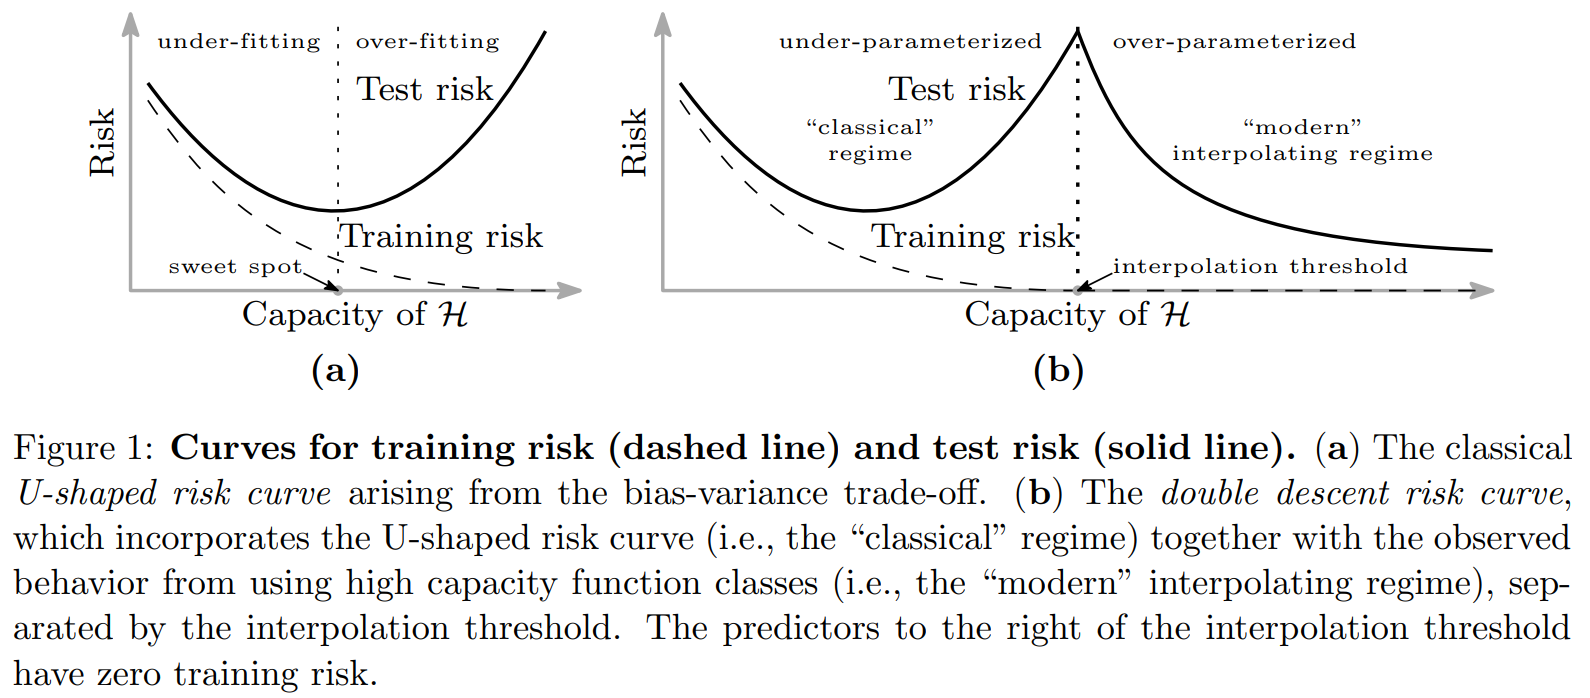 under-fitting
over-fitting
Test risk
Risk
Training risk
sweet spot
Capacity of ℋ
(a)
under-parameterized
over-parameterized
Test risk
“classical”
regime
“modern”
interpolating regime
Risk
Training risk
interpolation threshold
Capacity of ℋ
(b)
Figure 1: Curves for training risk (dashed line) and test risk (solid line). (a) The classical
U-shaped risk curve arising from the bias-variance trade-off. (b) The double descent risk curve,
which incorporates the U-shaped risk curve (i.e., the “classical” regime) together with the observed
behavior from using high capacity function classes (i.e., the “modern” interpolating regime), sep-
arated by the interpolation threshold. The predictors to the right of the interpolation threshold
have zero training risk.